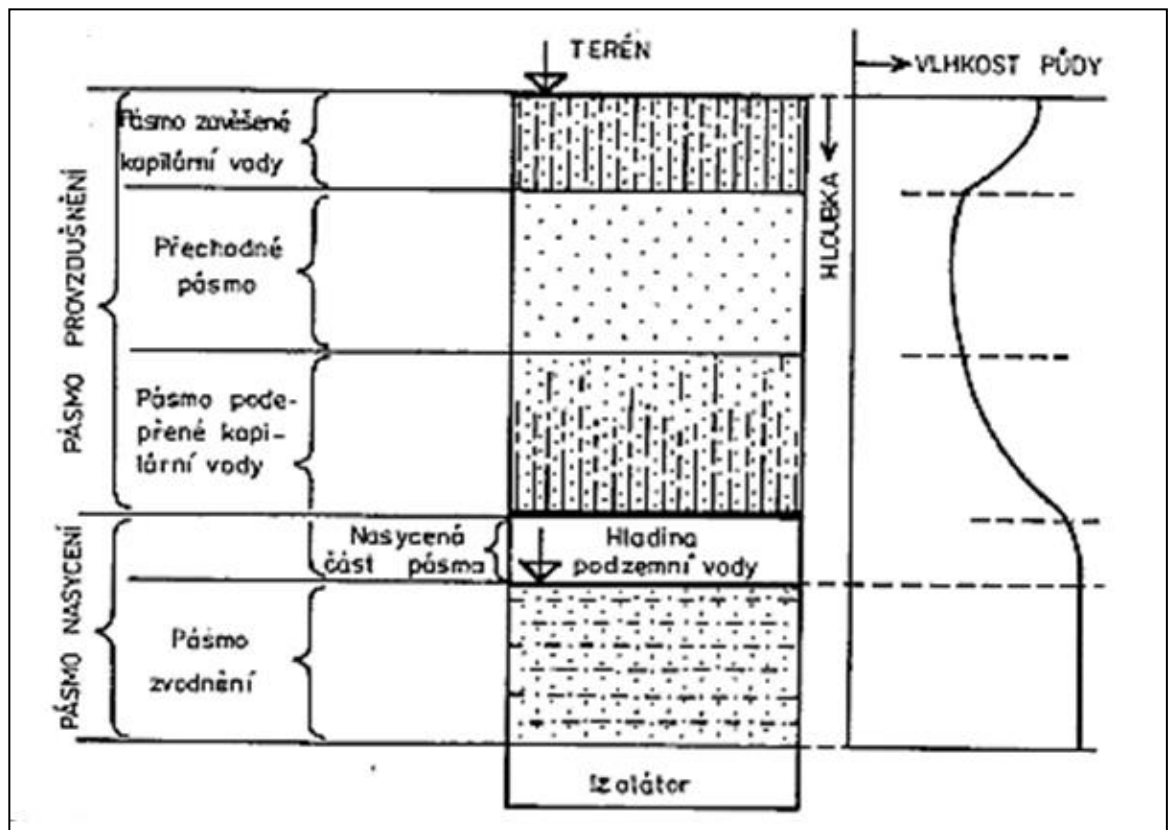 TERÉN
VLHKOST PŮDY
HLOUBKA
PÁSMO PROVZDUŠNĚNÍ
Pásmo zavěšené
kapilární vody
Přechodné
pásmo
Pásmo pode-
přené kapi-
lární vody
PÁSMO NASYCENÍ
Nasycená
část pásma
Hladina
podzemní vody
Pásmo
zvodnění
Izolátor